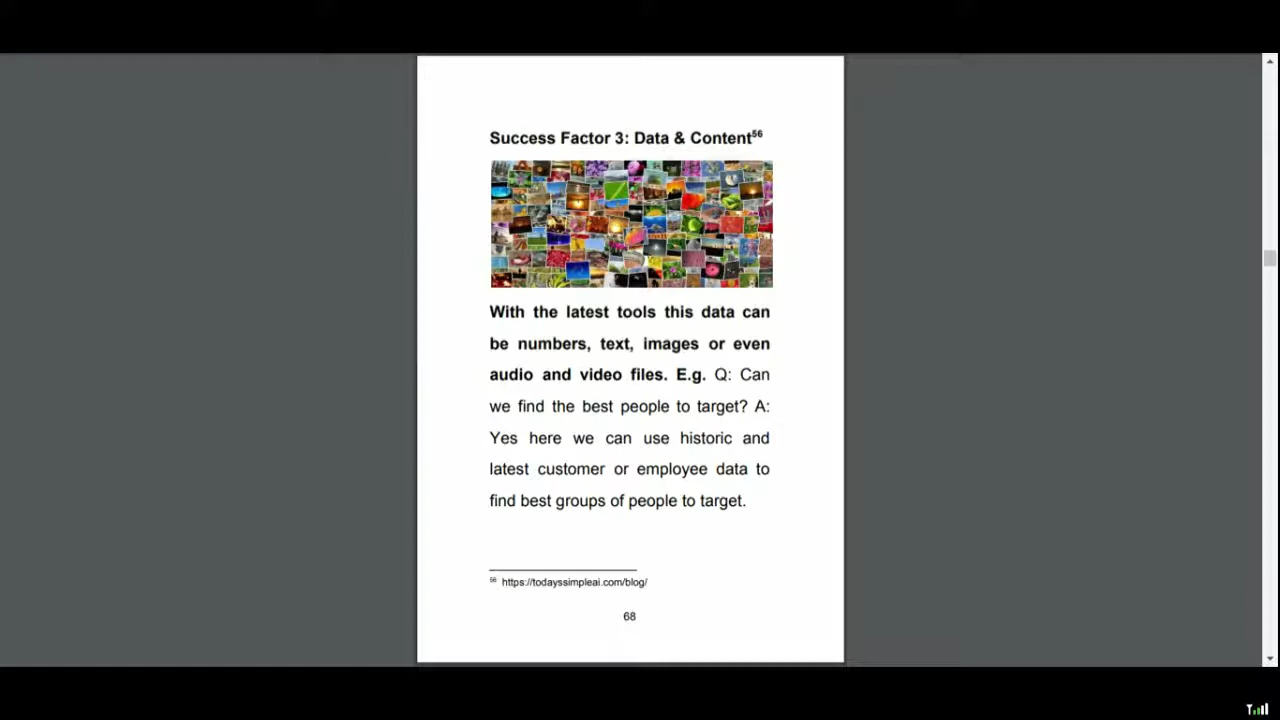 Success Factor 3: Data & Content56
With the latest tools this data can
be numbers, text, images or even
audio and video files. E.g. Q: Can
we find the best people to target? A:
Yes here we can use historic and
latest customer or employee data to
find best groups of people to target.
56 https://todayssimpleai.com/blog/
68